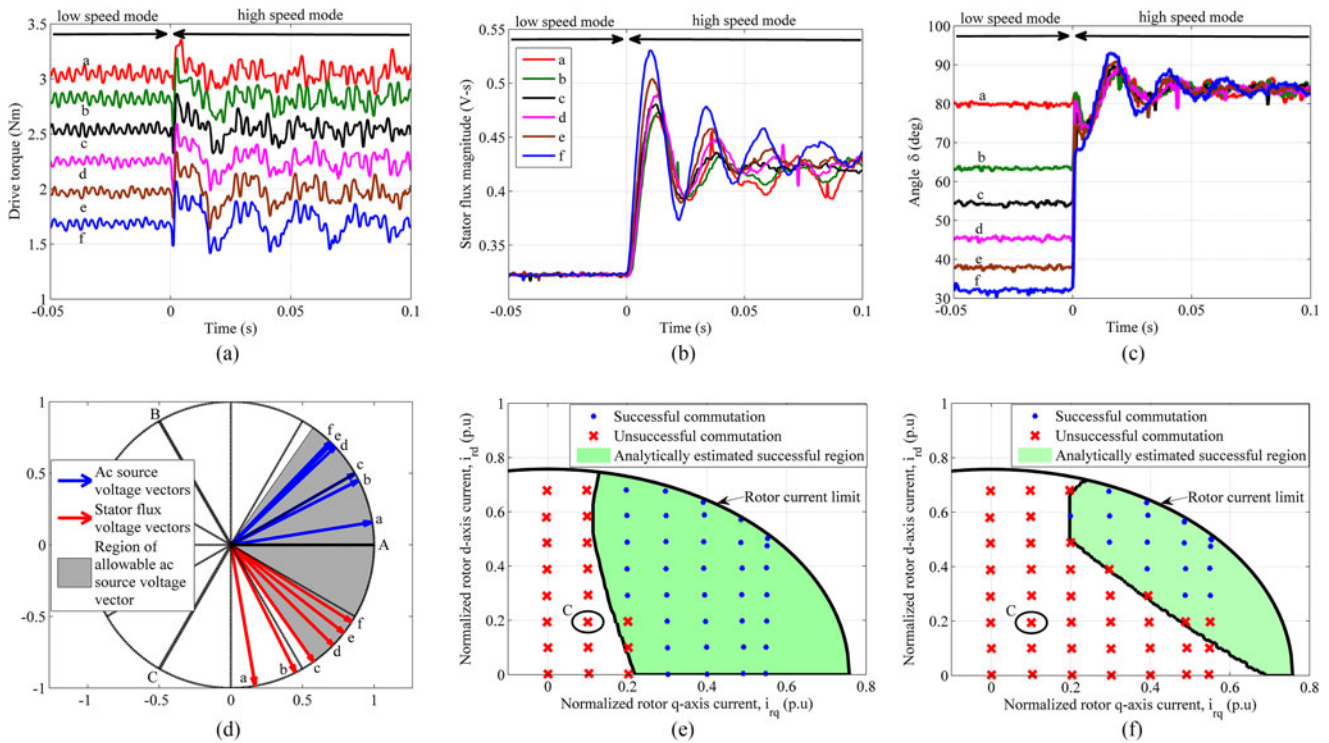 low speed mode
high speed mode
3.5
3
2.5
2
1.5
1
Drive torque (Nm)
a
b
c
d
e
f
-0.05
0
0.05
0.1
Time (s)
(a)
low speed mode
high speed mode
0.55
0.5
0.45
0.4
0.35
0.3
Stator flux magnitude (V-s)
a
b
c
d
e
f
-0.05
0
0.05
0.1
Time (s)
(b)
low speed mode
high speed mode
100
90
80
70
60
50
40
30
Angle δ (deg)
a
b
c
d
e
f
-0.05
0
0.05
0.1
Time (s)
(c)
1
0.5
0
-0.5
-1
B
C
A
Ac source
voltage vectors
Stator flux
voltage vectors
Region of
allowable ac
source voltage
vector
f
e
d
c
b
a
f
e
d
c
b
a
-1
-0.5
0
0.5
1
(d)
Successful commutation
Unsuccessful commutation
Analytically estimated successful region
Rotor current limit
C
1
0.8
0.6
0.4
0.2
0
Normalized rotor d-axis current, i_rd (p.u)
0
0.2
0.4
0.6
0.8
Normalized rotor q-axis current, i_rq (p.u)
(e)
Successful commutation
Unsuccessful commutation
Analytically estimated successful region
Rotor current limit
C
1
0.8
0.6
0.4
0.2
0
Normalized rotor d-axis current, i_rd (p.u)
0
0.2
0.4
0.6
0.8
Normalized rotor q-axis current, i_rq (p.u)
(f)